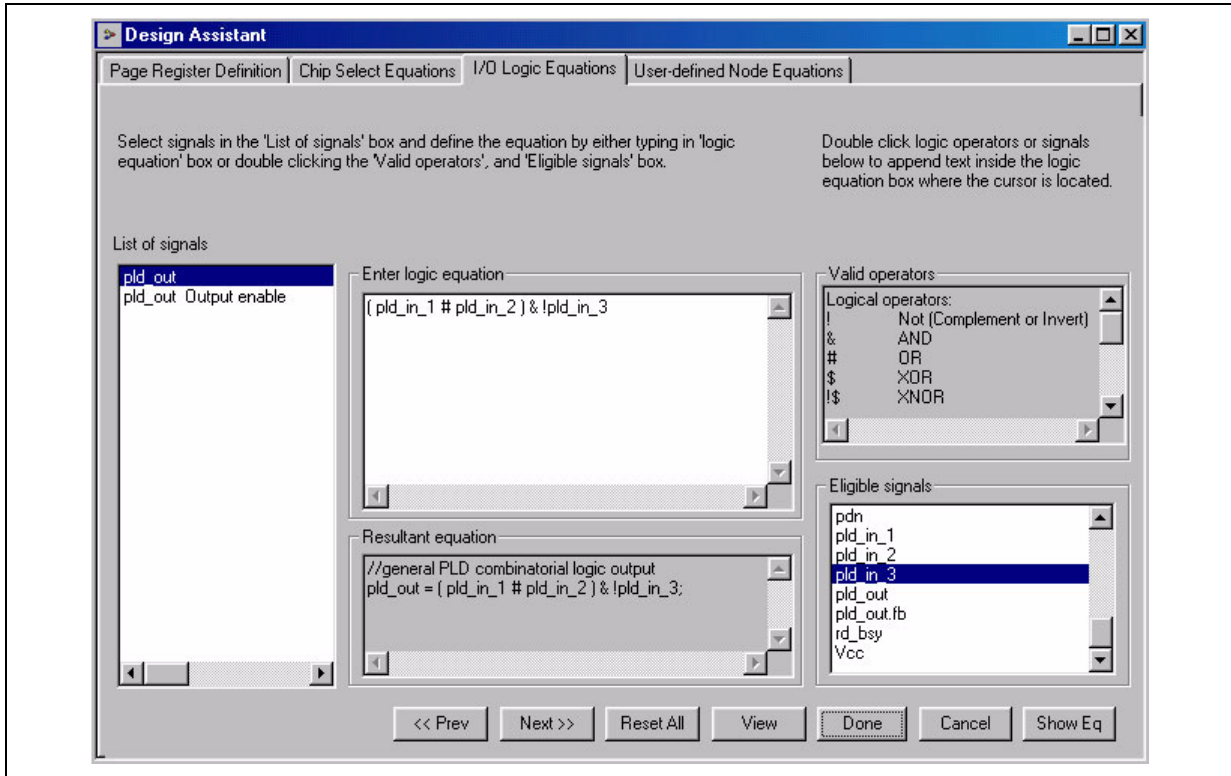 Design Assistant
Page Register Definition Chip Select Equations I/O Logic Equations User-defined Node Equations
Select signals in the 'List of signals' box and define the equation by either typing in 'logic
equation' box or double clicking the 'Valid operators', and 'Eligible signals' box.
Double click logic operators or signals
below to append text inside the logic
equation box where the cursor is located.
List of signals
pld_out
pld_out Output enable
Enter logic equation
( pld_in_1 # pld_in_2 ) & !pld_in_3
Resultant equation
//general PLD combinatorial logic output
pld_out = ( pld_in_1 # pld_in_2 ) & !pld_in_3;
Valid operators
Logical operators:
! Not (Complement or Invert)
& AND
# OR
$ XOR
!$ XNOR
Eligible signals
pdn
pld_in_1
pld_in_2
pld_in_3
pld_out
pld_out.fb
rd_bsy
Vcc
<< Prev Next >> Reset All View Done Cancel Show Eq